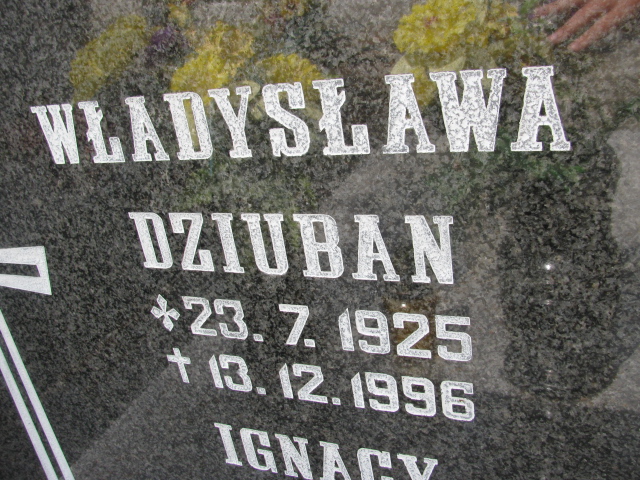 WŁADYSŁAWA
DZIUBAN
23. 7. 1925
13. 12. 1996
IGNACY